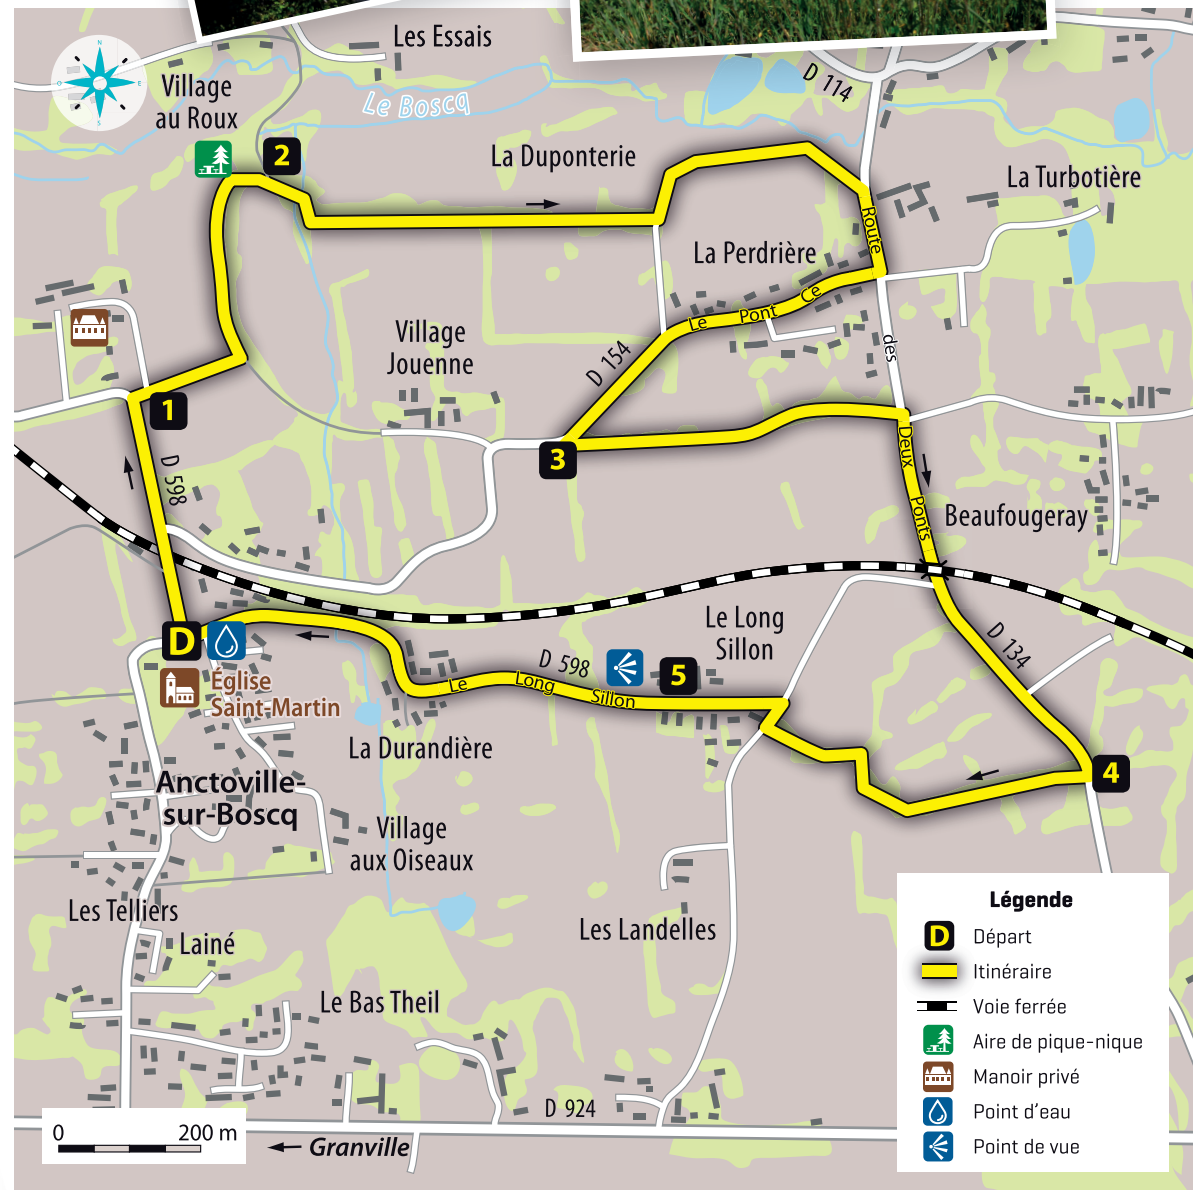 Les Essais
D 114
Village
au Roux
Le Boscq
2
La Duponterie
La Turbotière
Route
La Perdrière
Le Pont Ce
des
Village
Jouenne
D 154
1
D 598
3
Deux
Ponts
Beaufougeray
Le Long
Sillon
D 134
D
D 598
5
Le Long Sillon
Église
Saint-Martin
La Durandière
4
Anctoville-
sur-Boscq
Village
aux Oiseaux
Les Telliers
Lainé
Les Landelles
Le Bas Theil
D 924
0 200 m
Granville
Légende
D Départ
Itinéraire
Voie ferrée
Aire de pique-nique
Manoir privé
Point d'eau
Point de vue
N
E
S
O